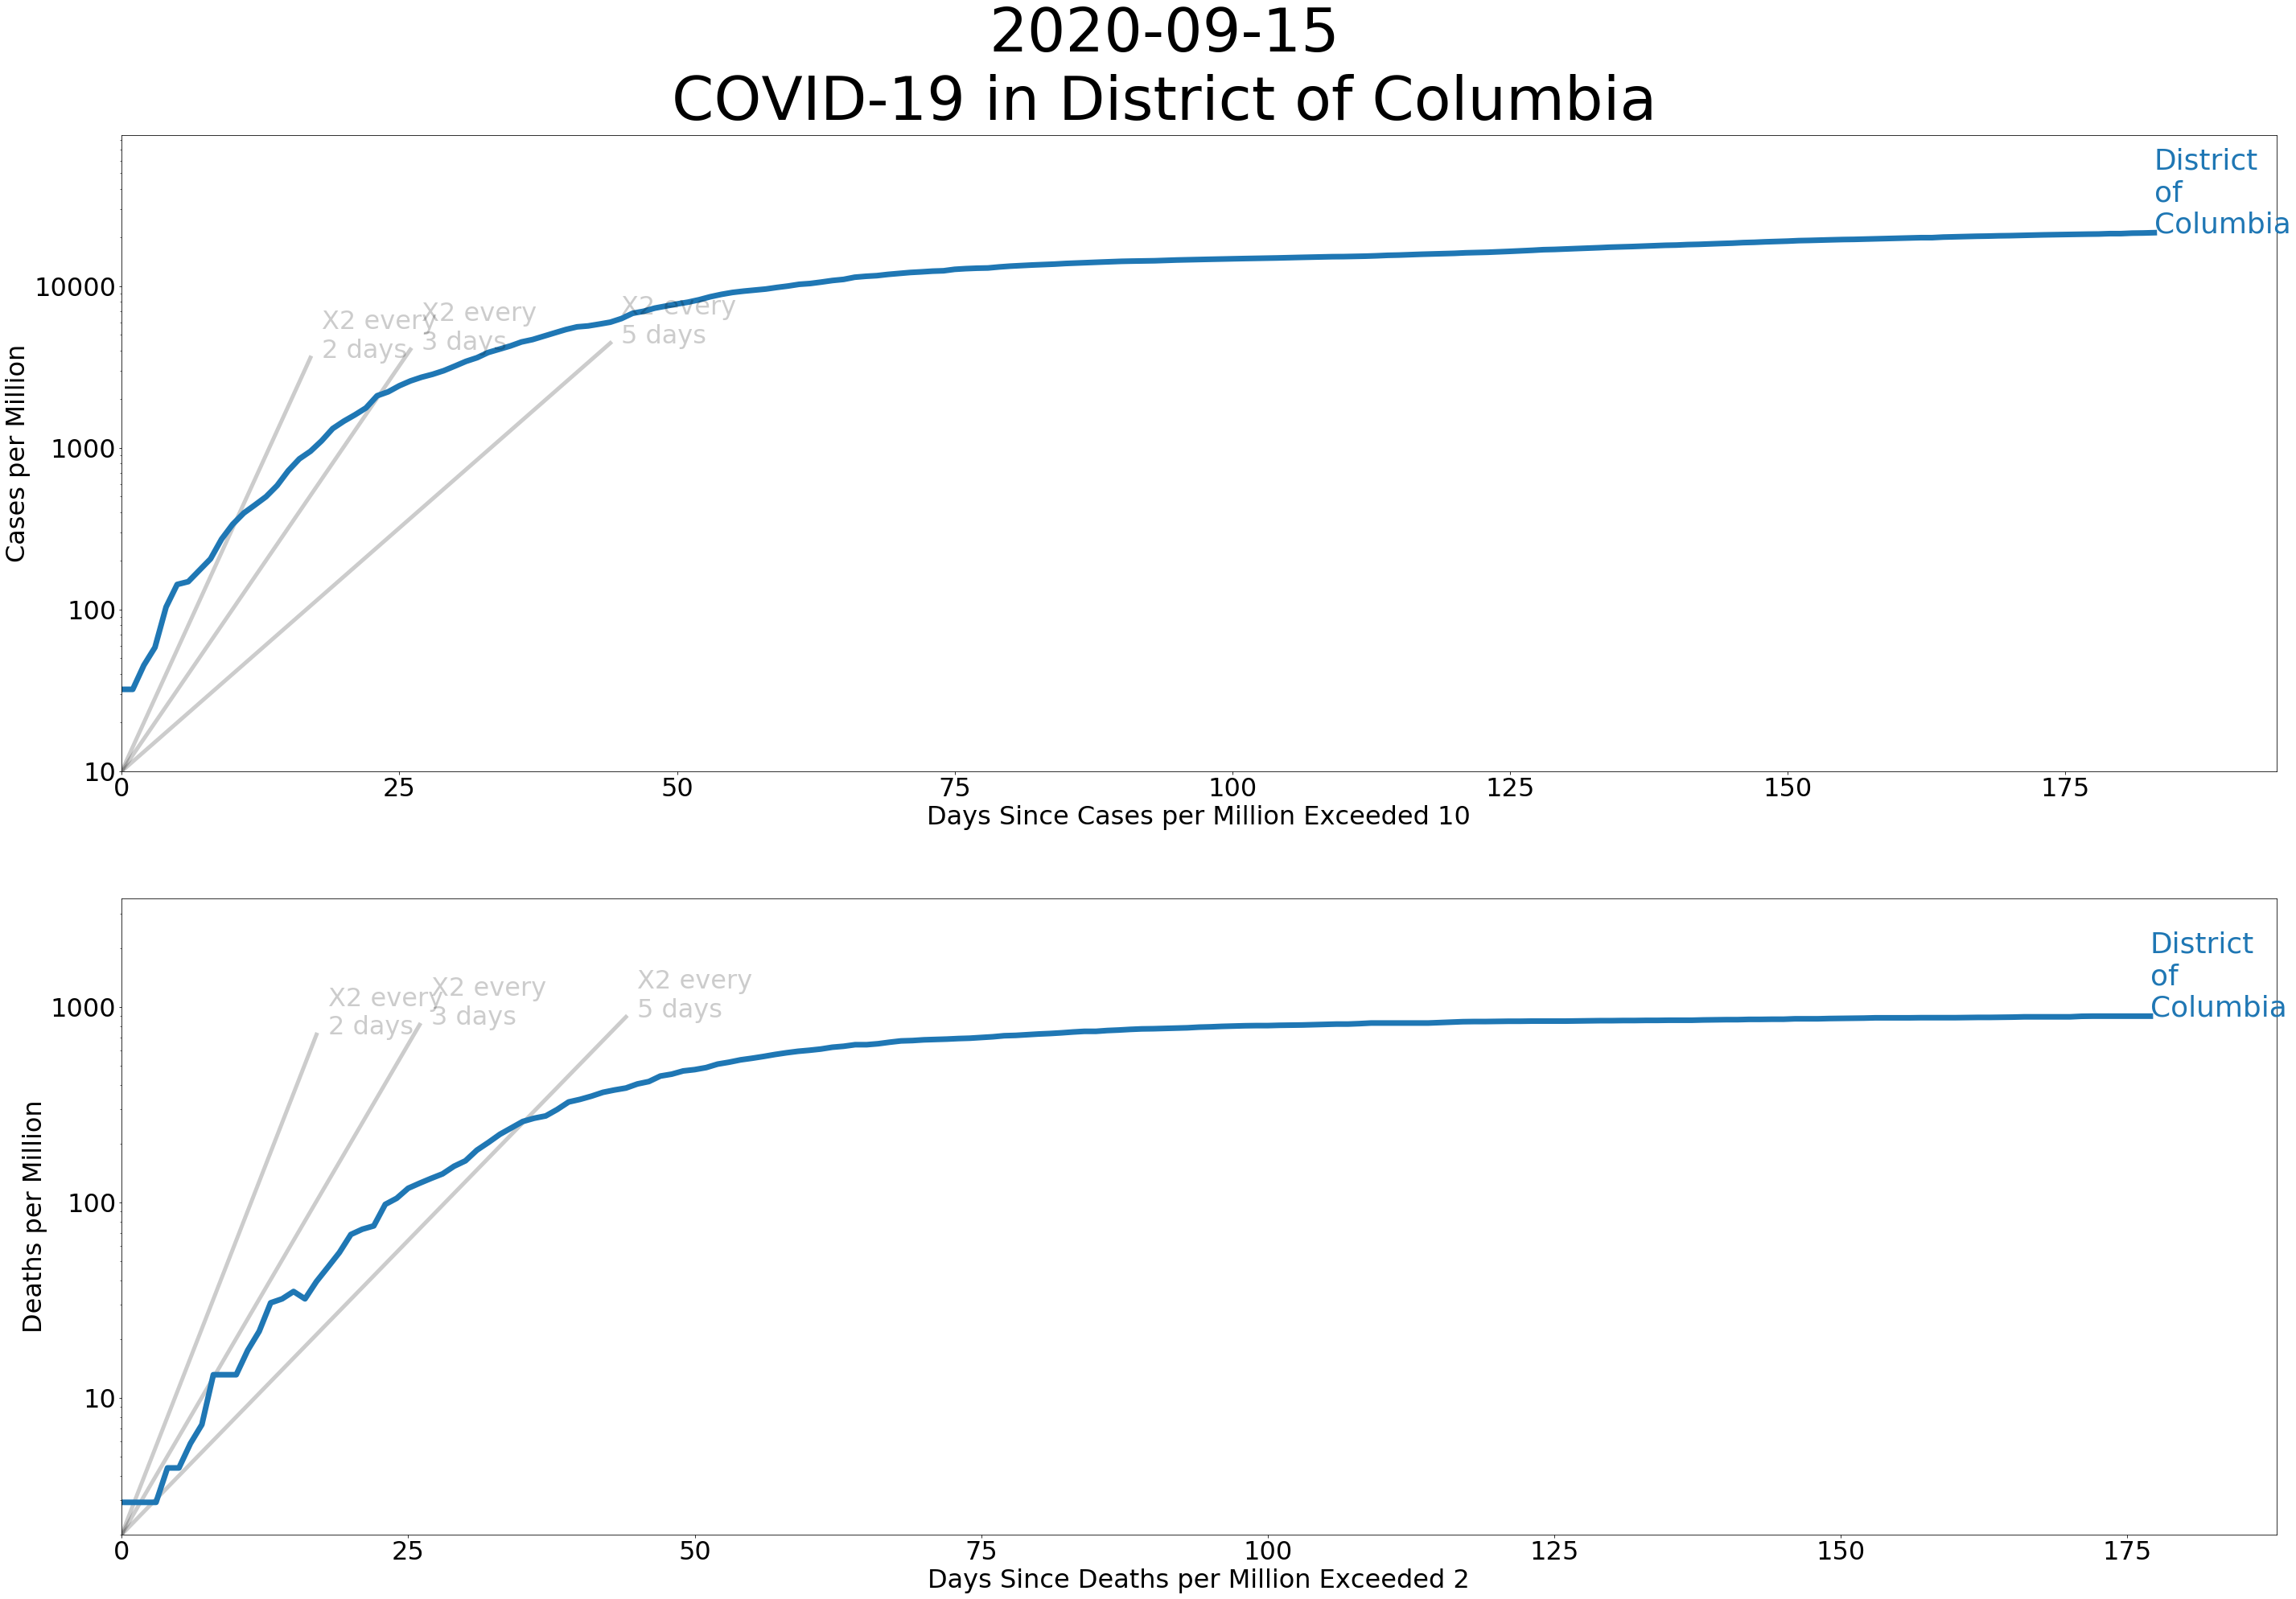 2020-09-15
COVID-19 in District of Columbia
District
of
Columbia
X2 every
2 days
X2 every
3 days
X2 every
5 days
10000
1000
100
10
Cases per Million
0 25 50 75 100 125 150 175
Days Since Cases per Million Exceeded 10
District
of
Columbia
X2 every
2 days
X2 every
3 days
X2 every
5 days
1000
100
10
Deaths per Million
0 25 50 75 100 125 150 175
Days Since Deaths per Million Exceeded 2